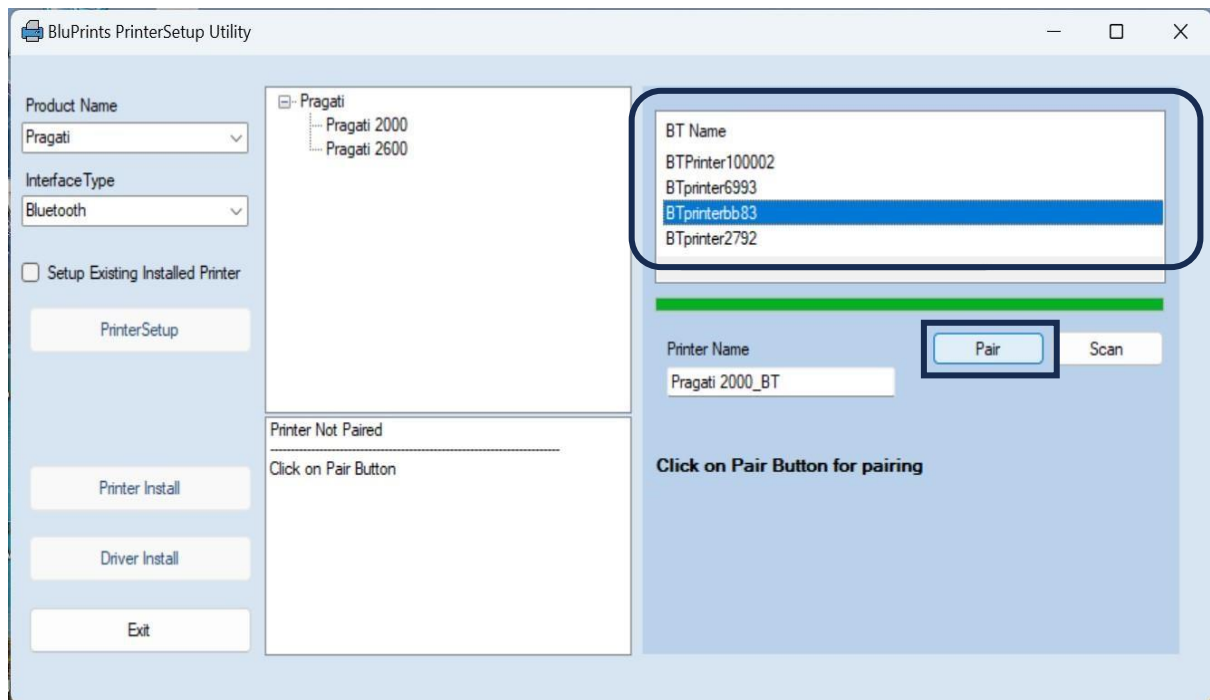 BluPrints PrinterSetup Utility
Product Name
Pragati
InterfaceType
Bluetooth
Setup Existing Installed Printer
PrinterSetup
Printer Install
Driver Install
Exit
Pragati
Pragati 2000
Pragati 2600
Printer Not Paired
Click on Pair Button
BT Name
BTPrinter100002
BTprinter6993
BTprinterbb83
BTprinter2792
Printer Name
Pair
Scan
Pragati 2000_BT
Click on Pair Button for pairing